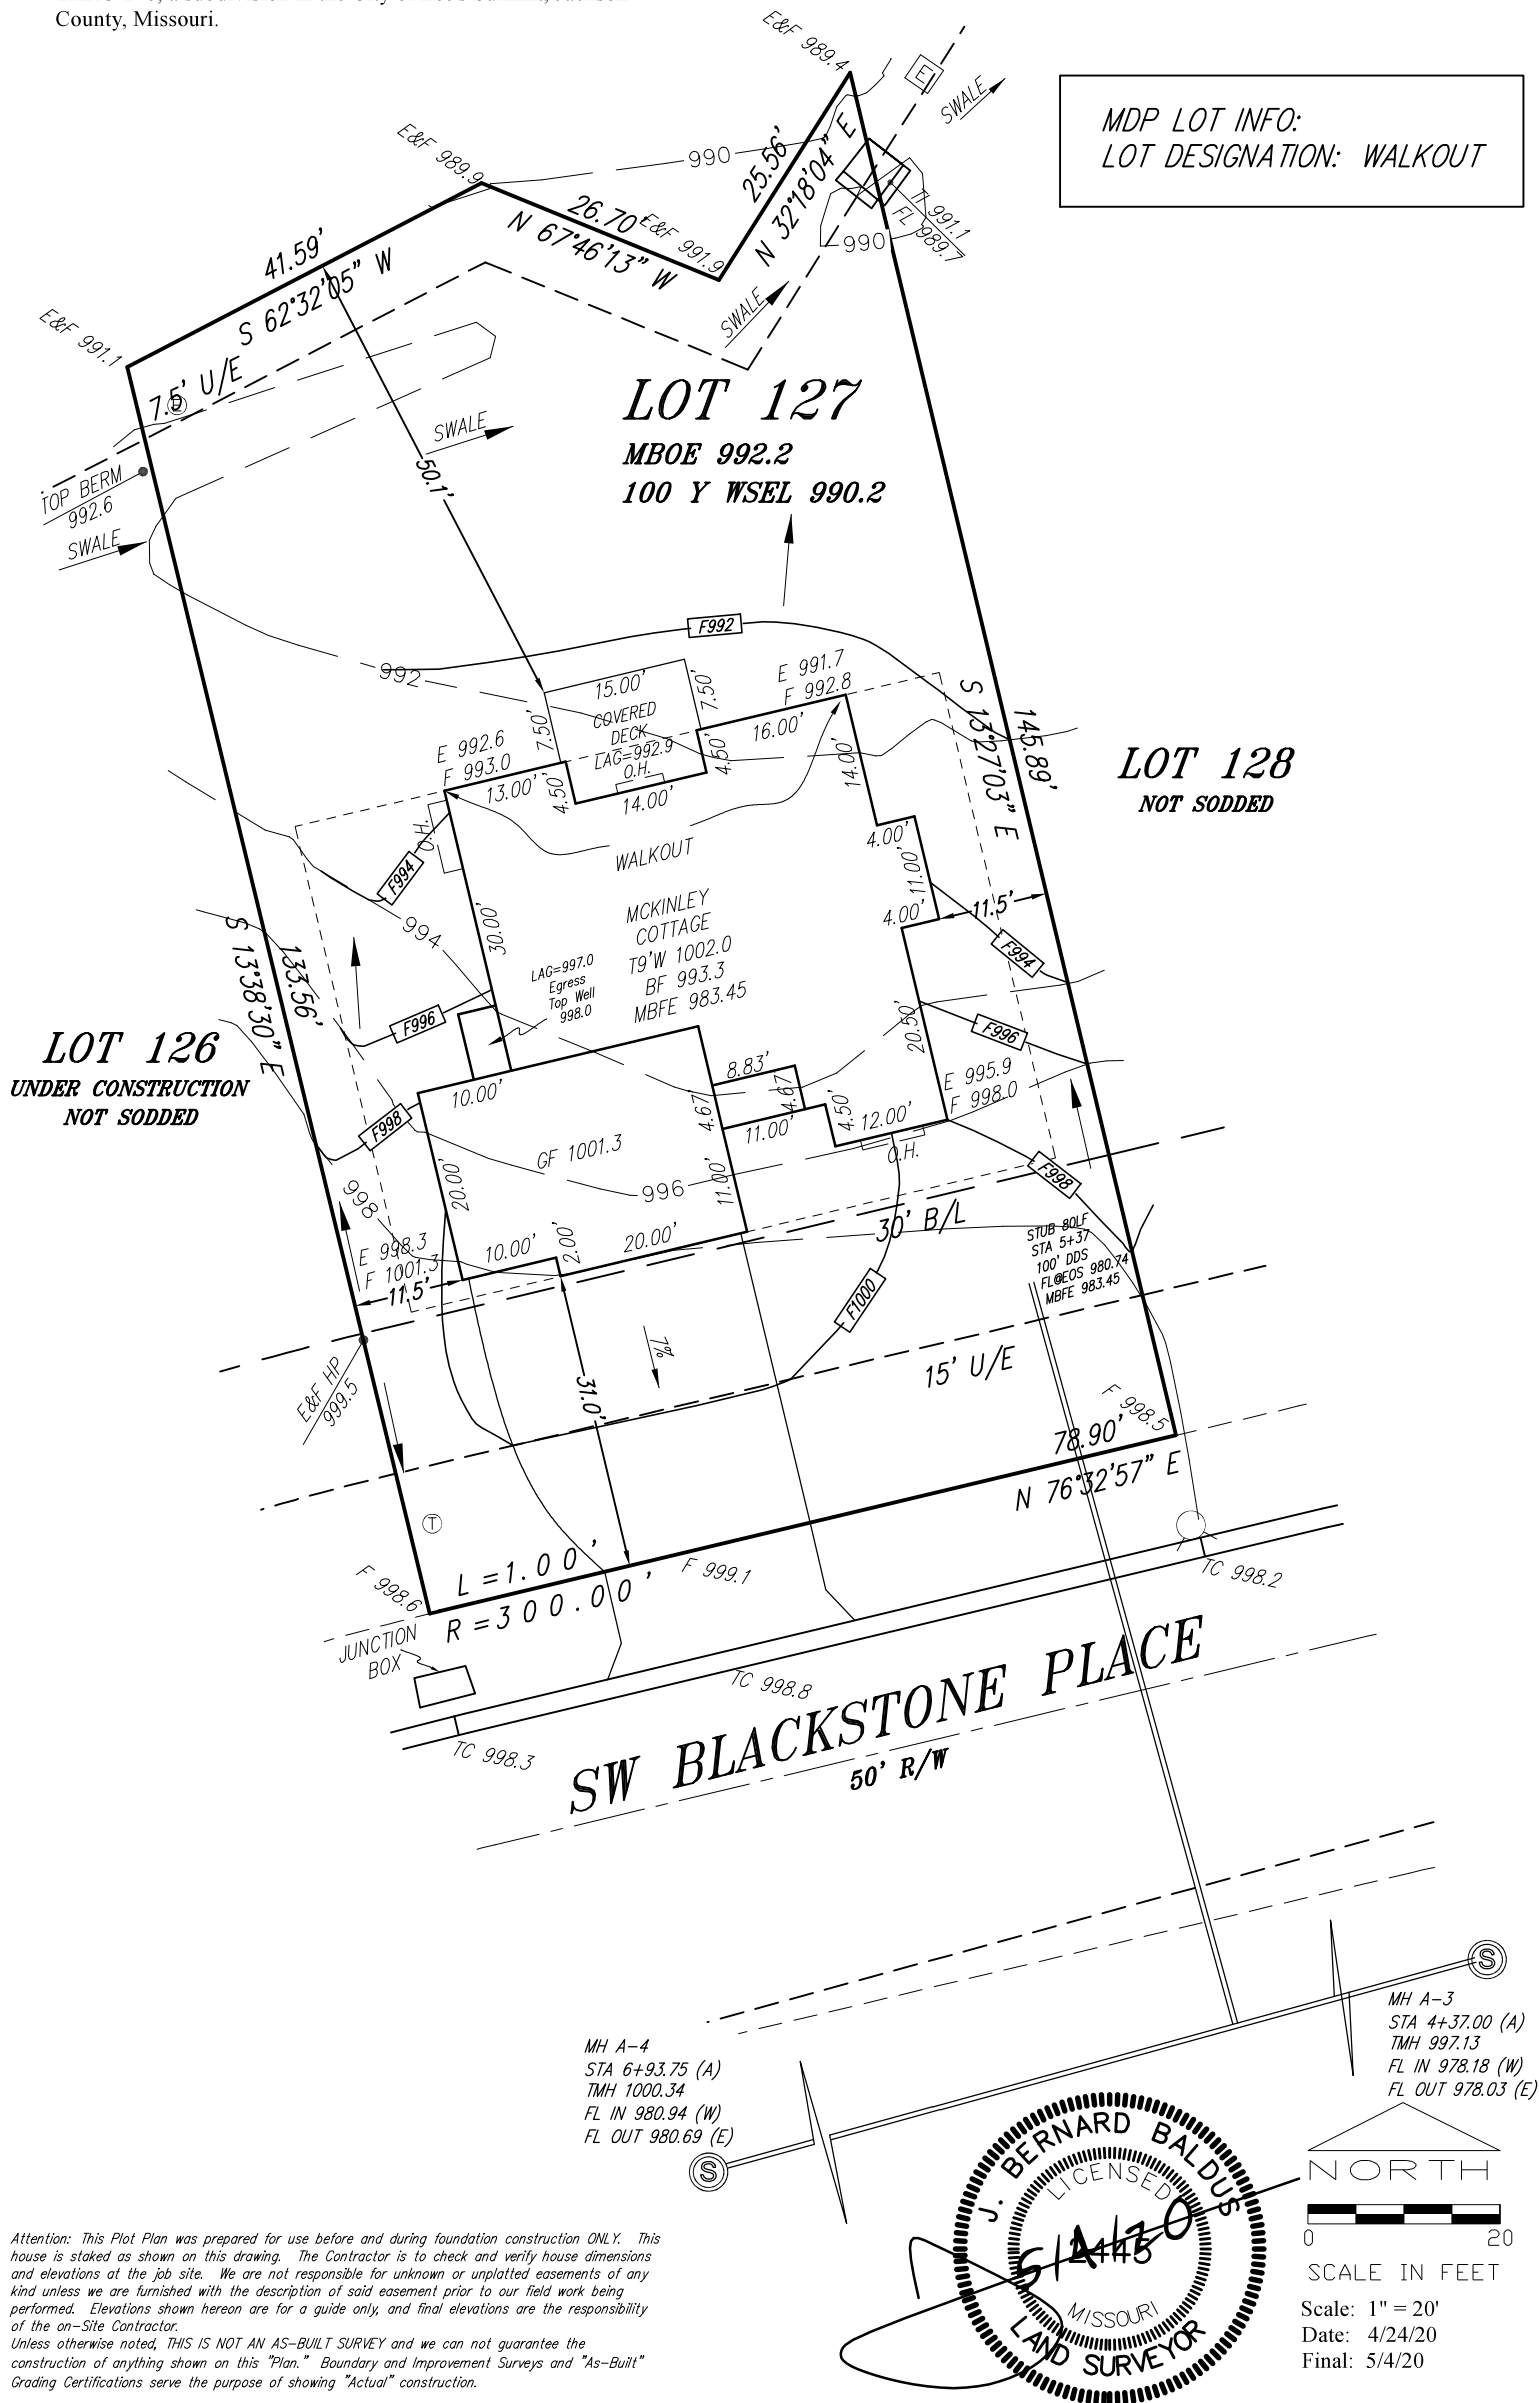 County, Missouri.
E&F 989.4
E
SWALE
MDP LOT INFO:
LOT DESIGNATION: WALKOUT
E&F 989.9
990
25.56'
N 32°18'04" E
TI 991.1
FL 989.7
990
26.70'
N 67°46'13" W
E&F 991.9
41.59'
S 62°32'05" W
SWALE
E&F 991.1
7.5' U/E
D
LOT 127
MBOE 992.2
100 Y WSEL 990.2
SWALE
50.1'
TOP BERM
992.6
SWALE
F992
992
E 991.7
F 992.8
15.00'
7.50'
7.50'
COVERED
DECK
LAG=992.9
O.H.
16.00'
E 992.6
F 993.0
13.00'
4.50'
14.00'
4.50'
14.00'
S 13°27'03" E
145.89'
LOT 128
NOT SODDED
O.H.
F994
WALKOUT
4.00'
11.00'
4.00'
11.5'
F994
994
30.00'
MCKINLEY
COTTAGE
T9'W 1002.0
BF 993.3
MBFE 983.45
LAG=997.0
Egress
Top Well
998.0
S 13°38'30" E
133.56'
LOT 126
UNDER CONSTRUCTION
NOT SODDED
F996
20.50'
F996
8.83'
4.67'
4.67'
11.00'
4.50'
12.00'
O.H.
E 995.9
F 998.0
10.00'
F998
GF 1001.3
996
11.00'
20.00'
F998
998
E 998.3
F 1001.3
10.00'
2.00'
20.00'
30' B/L
STUB 80LF
STA 5+37
100' DDS
FL@EOS 980.74
MBFE 983.45
11.5'
F1000
7%
31.0'
E&F HP
999.5
15' U/E
F 998.5
78.90'
N 76°32'57" E
T
F 998.6
L=1.00'
R=300.00'
F 999.1
TC 998.2
JUNCTION
BOX
TC 998.8
TC 998.3
SW BLACKSTONE PLACE
50' R/W
S
MH A-3
STA 4+37.00 (A)
TMH 997.13
FL IN 978.18 (W)
FL OUT 978.03 (E)
MH A-4
STA 6+93.75 (A)
TMH 1000.34
FL IN 980.94 (W)
FL OUT 980.69 (E)
S
J. BERNARD BALDUS
LICENSED
2445
MISSOURI
LAND SURVEYOR
NORTH
0 20
SCALE IN FEET
Scale: 1" = 20'
Date: 4/24/20
Final: 5/4/20
Attention: This Plot Plan was prepared for use before and during foundation construction ONLY. This
house is staked as shown on this drawing. The Contractor is to check and verify house dimensions
and elevations at the job site. We are not responsible for unknown or unplatted easements of any
kind unless we are furnished with the description of said easement prior to our field work being
performed. Elevations shown hereon are for a guide only, and final elevations are the responsibility
of the on-Site Contractor.
Unless otherwise noted, THIS IS NOT AN AS-BUILT SURVEY and we can not guarantee the
construction of anything shown on this "Plan." Boundary and Improvement Surveys and "As-Built"
Grading Certifications serve the purpose of showing "Actual" construction.